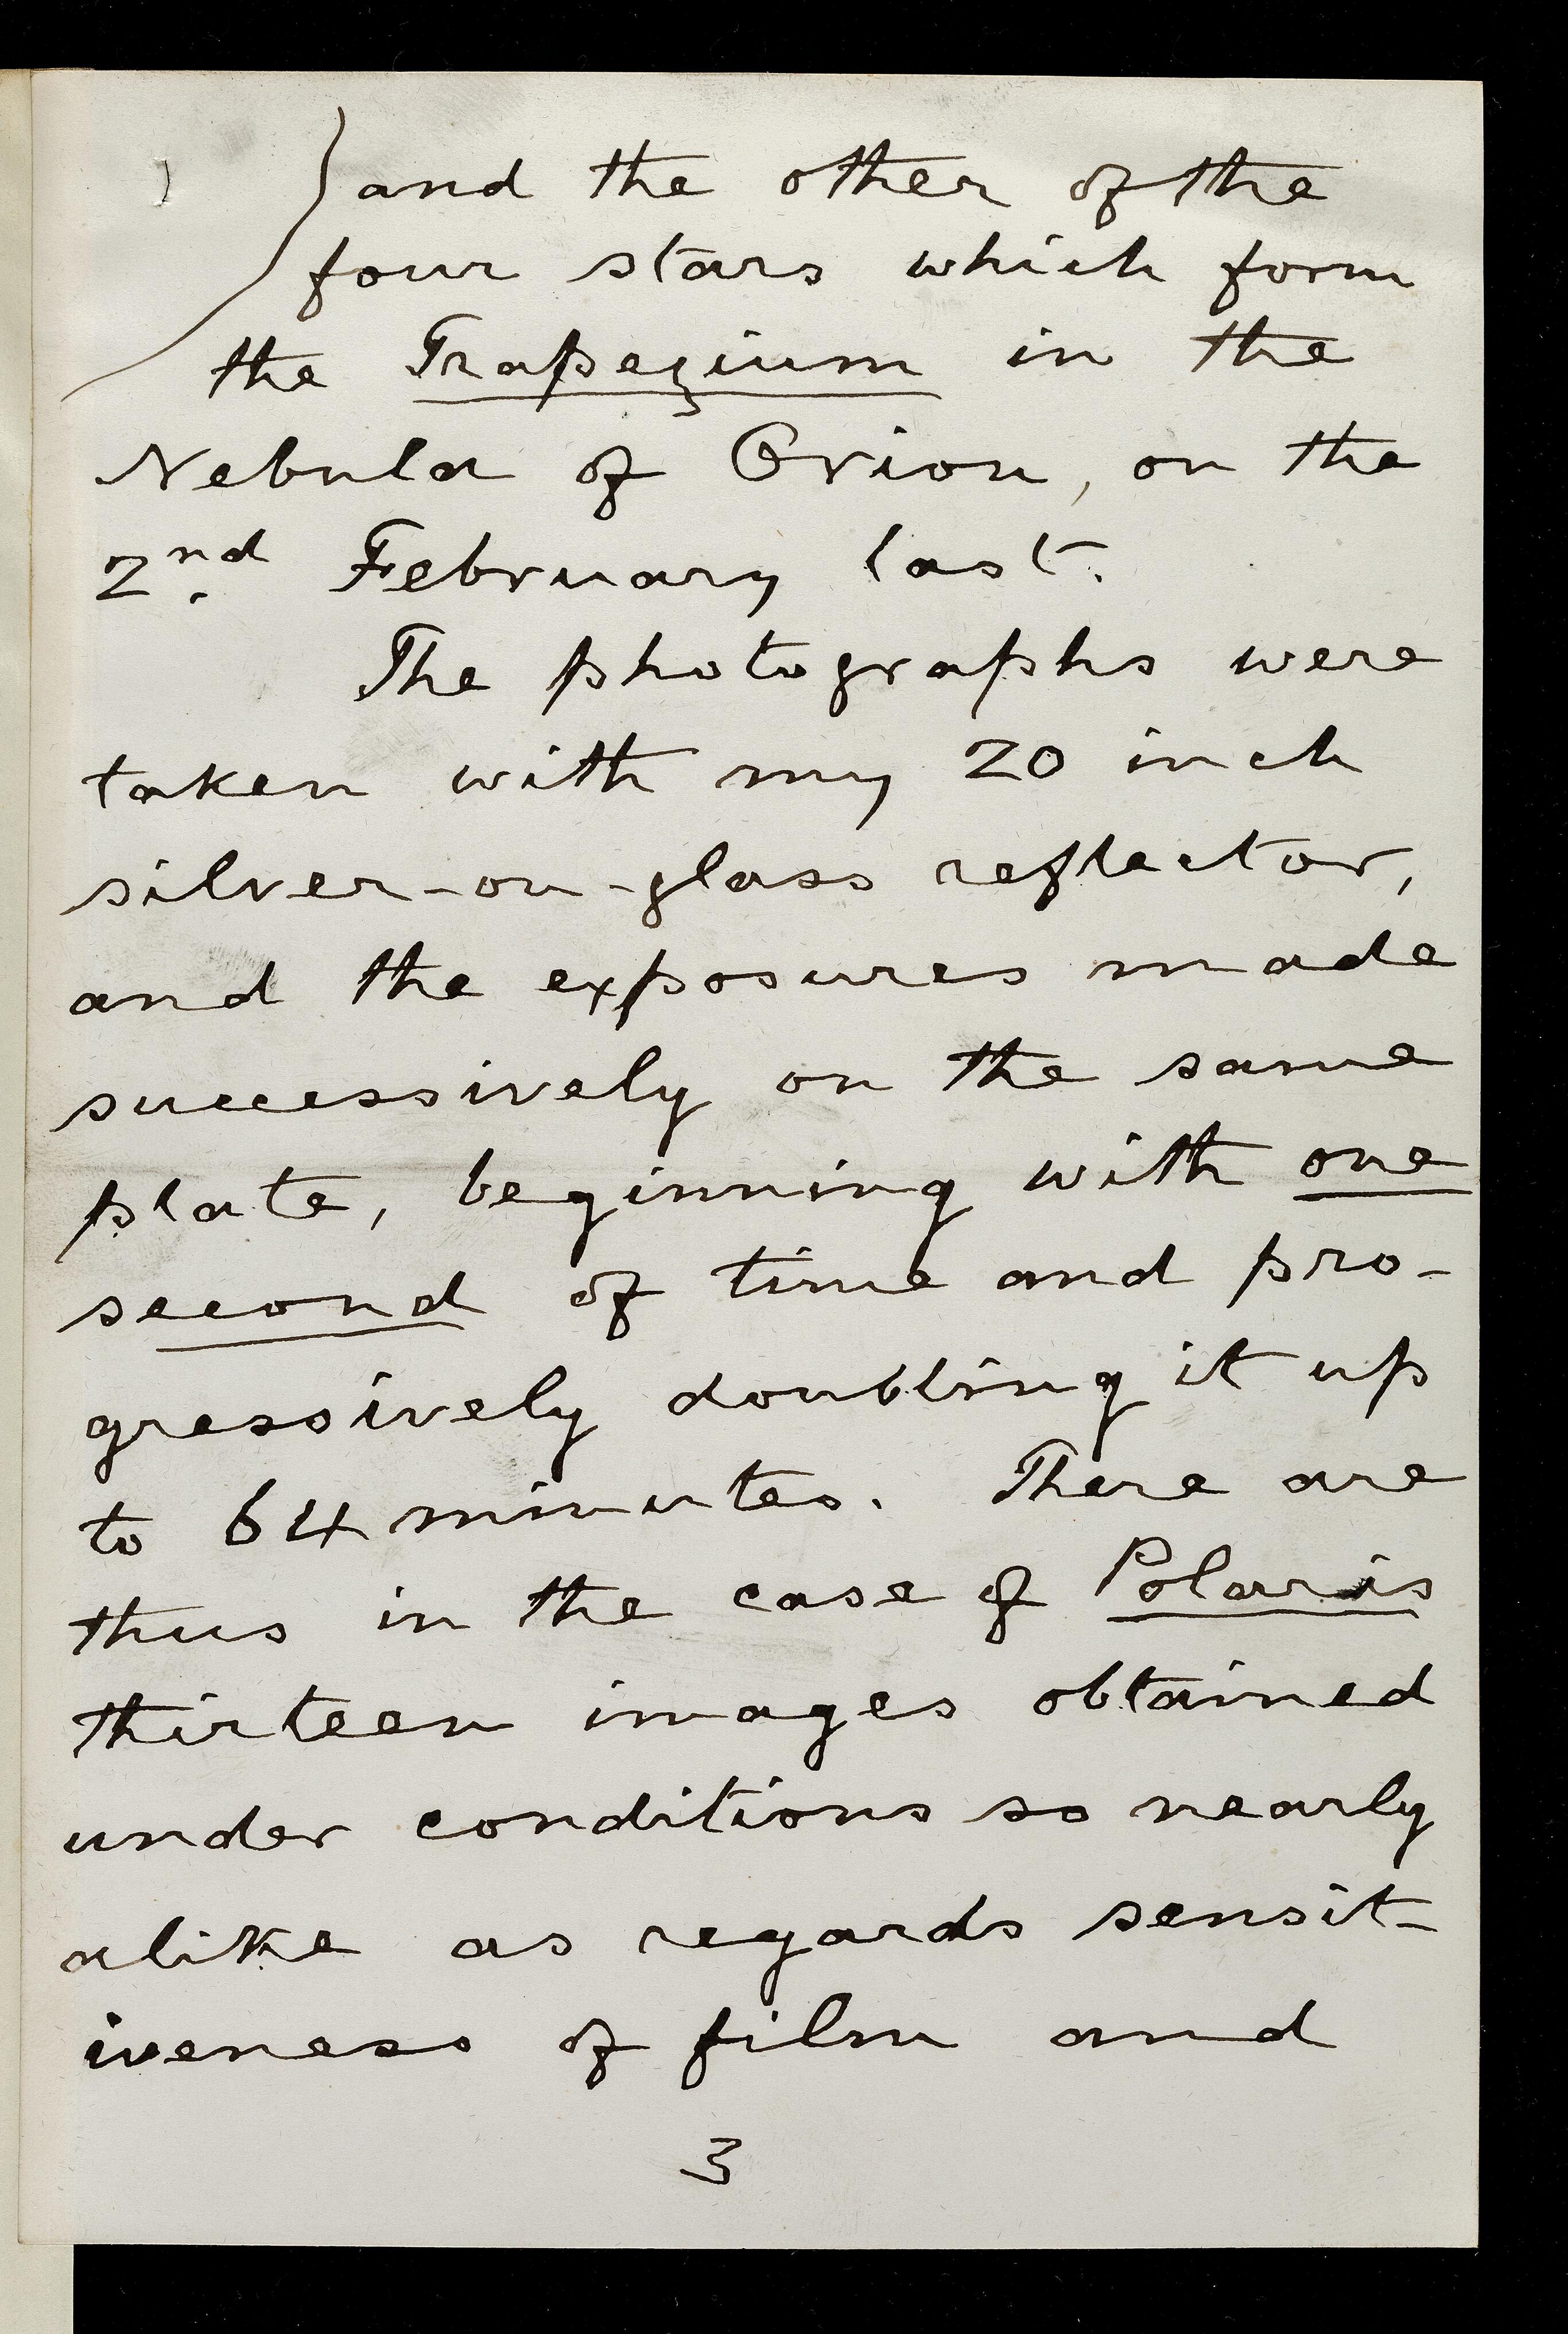 and the other of the
four stars which form
the Trapezium in the
Nebula of Orion, on the
2nd. February last.
The photographs were
taken with my 20 inch
silver-on-glass reflector,
and the exposures made
successively on the same
plate, beginning with one
second of time and pro-
gressively doubling it up
to 64 minutes. There are
thus in the case of Polaris
thirteen images obtained
under conditions so nearly
alike as regards sensit-
iveness of film and
3